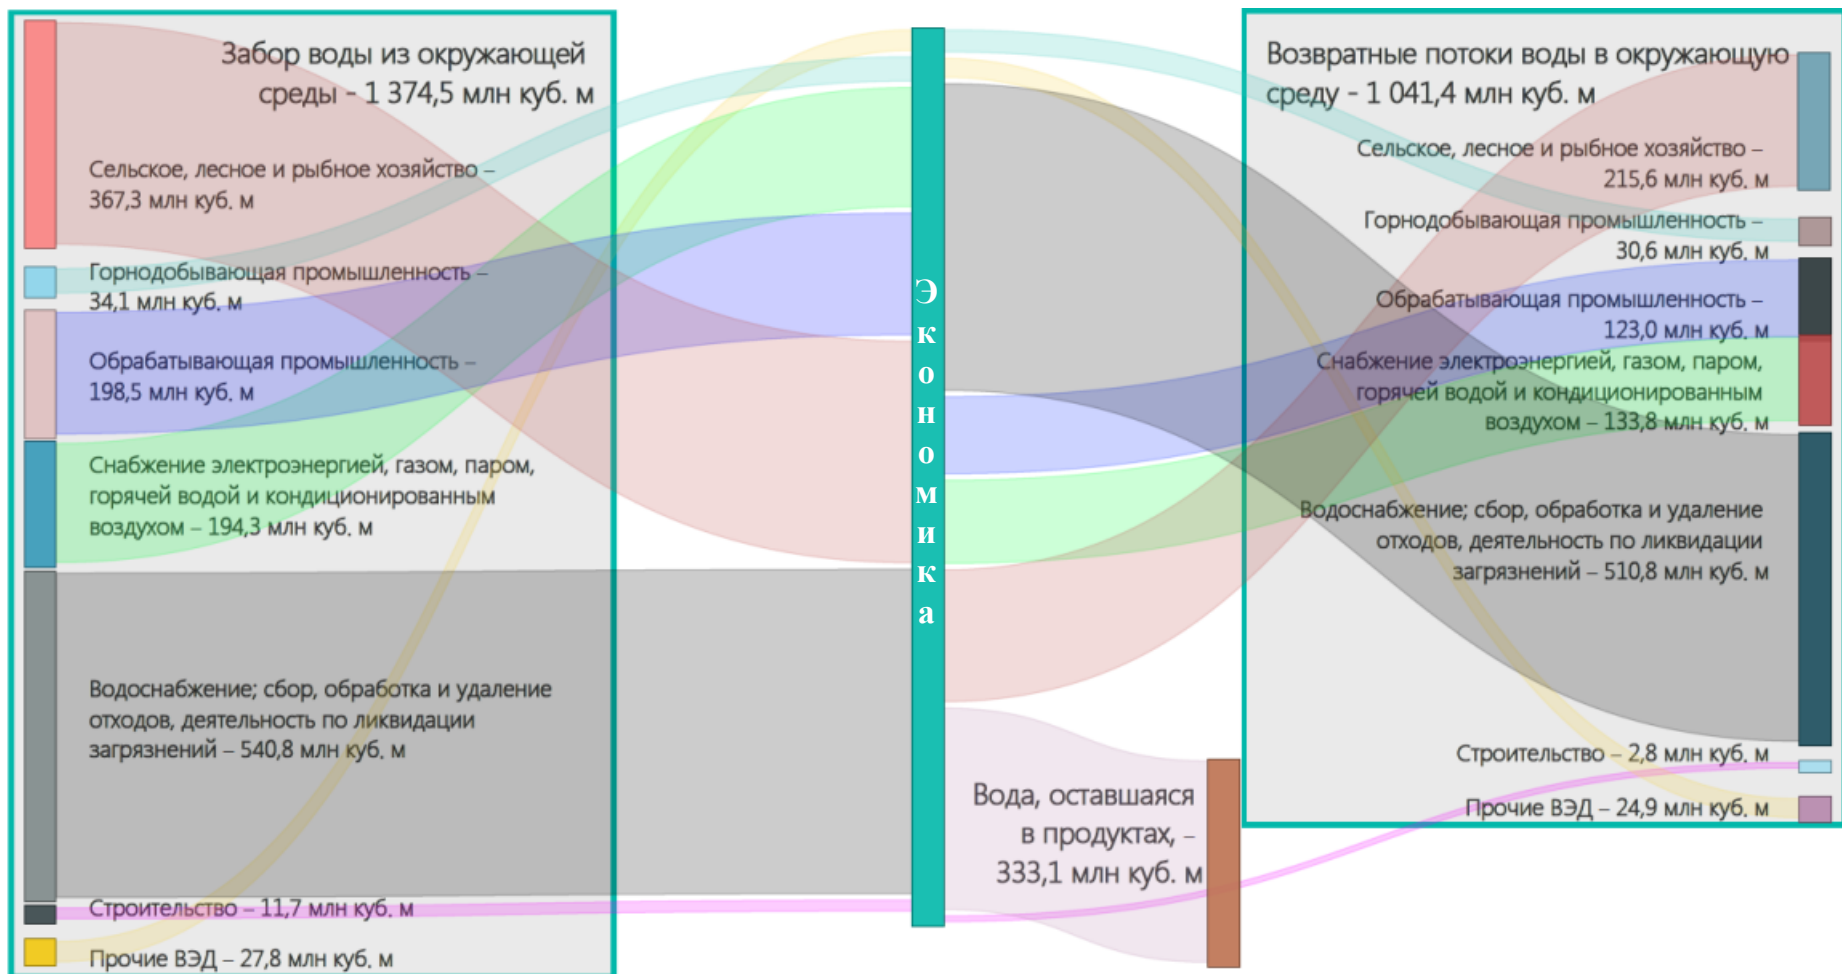 Забор воды из окружающей
среды - 1 374,5 млн куб. м
Сельское, лесное и рыбное хозяйство –
367,3 млн куб. м
Горнодобывающая промышленность –
34,1 млн куб. м
Обрабатывающая промышленность –
198,5 млн куб. м
Снабжение электроэнергией, газом, паром,
горячей водой и кондиционированным
воздухом – 194,3 млн куб. м
Водоснабжение; сбор, обработка и удаление
отходов, деятельность по ликвидации
загрязнений – 540,8 млн куб. м
Строительство – 11,7 млн куб. м
Прочие ВЭД – 27,8 млн куб. м
Э
к
о
н
о
м
и
к
а
Вода, оставшаяся
в продуктах, –
333,1 млн куб. м
Возвратные потоки воды в окружающую
среду - 1 041,4 млн куб. м
Сельское, лесное и рыбное хозяйство –
215,6 млн куб. м
Горнодобывающая промышленность –
30,6 млн куб. м
Обрабатывающая промышленность –
123,0 млн куб. м
Снабжение электроэнергией, газом, паром,
горячей водой и кондиционированным
воздухом – 133,8 млн куб. м
Водоснабжение; сбор, обработка и удаление
отходов, деятельность по ликвидации
загрязнений – 510,8 млн куб. м
Строительство – 2,8 млн куб. м
Прочие ВЭД – 24,9 млн куб. м